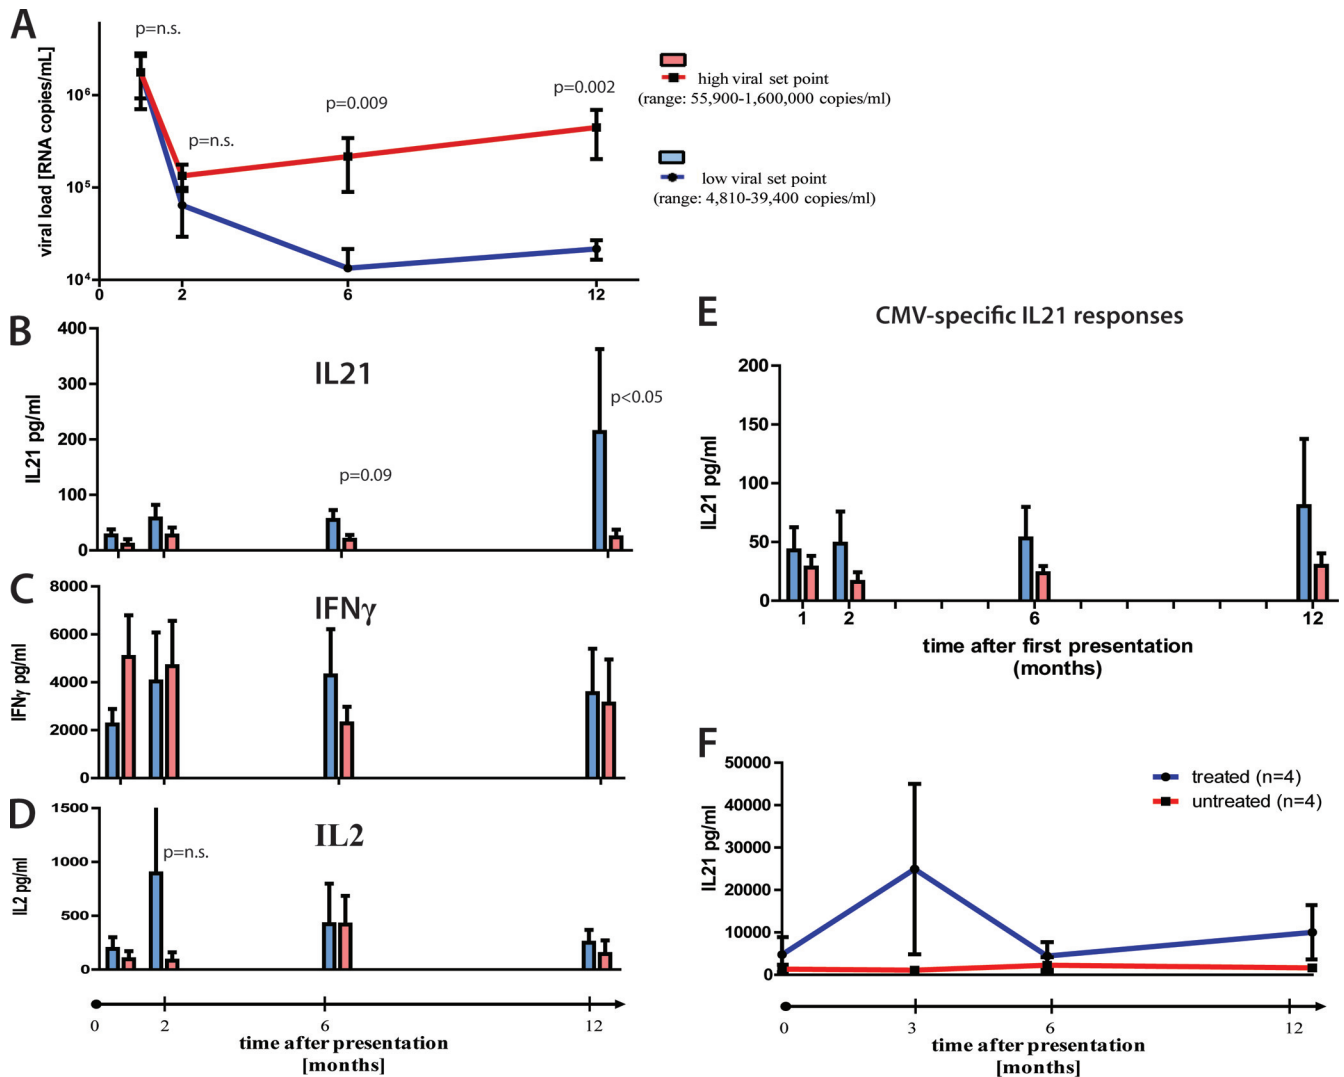 A
p=n.s.
viral load [RNA copies/mL]
10⁶
10⁵
10⁴
p=n.s.
p=0.009
p=0.002
0
2
6
12
high viral set point
(range: 55,900-1,600,000 copies/ml)
low viral set point
(range: 4,810-39,400 copies/ml)
B
IL21
IL21 pg/ml
400
300
200
100
0
p=0.09
p<0.05
C
IFNγ
IFNγ pg/ml
8000
6000
4000
2000
0
D
IL2
IL2 pg/ml
1500
1000
500
0
p=n.s.
0
2
6
12
time after presentation
[months]
E
CMV-specific IL21 responses
IL21 pg/ml
200
150
100
50
0
1
2
6
12
time after first presentation
(months)
F
IL21 pg/ml
50000
40000
30000
20000
10000
0
treated (n=4)
untreated (n=4)
0
3
6
12
time after presentation
[months]